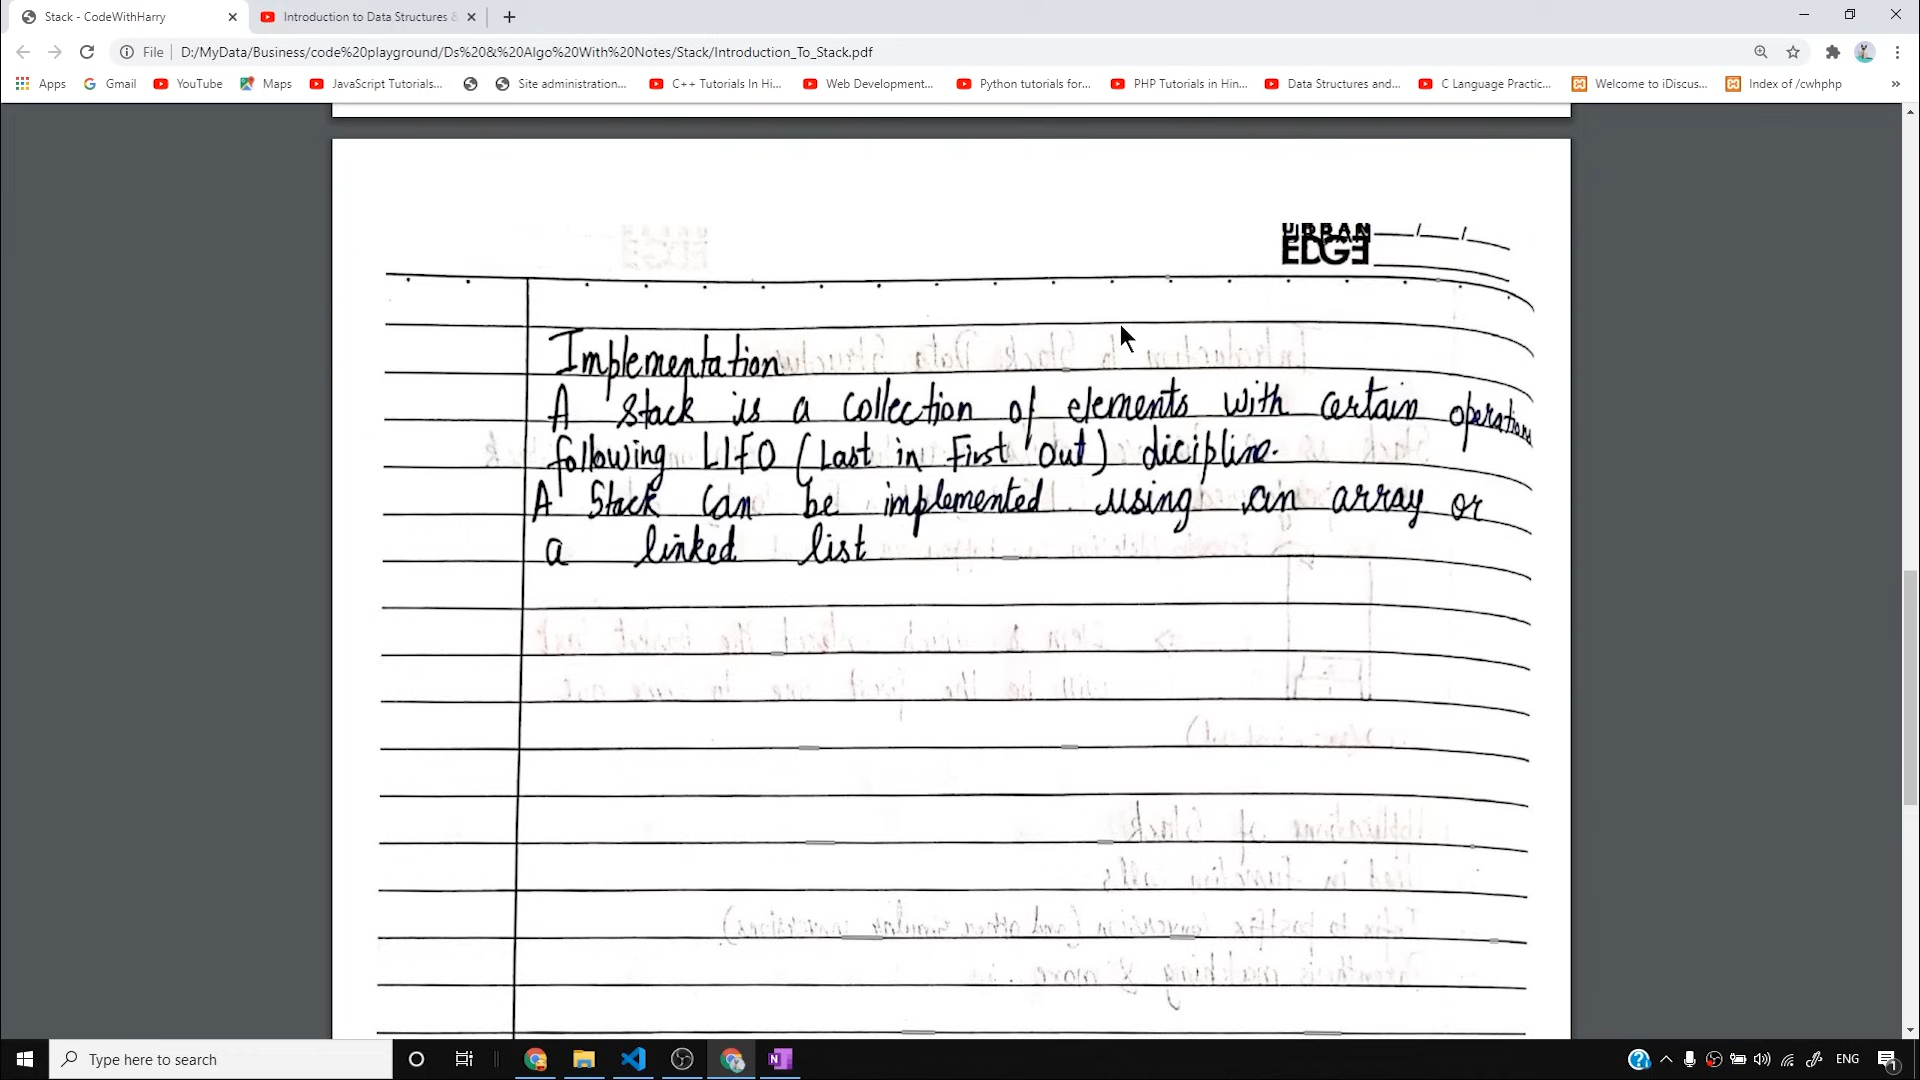 Stack - CodeWithHarry
Introduction to Data Structures &
File
D:/MyData/Business/code%20playground/Ds%20&%20Algo%20With%20Notes/Stack/Introduction_To_Stack.pdf
Apps Gmail YouTube Maps JavaScript Tutorials... Site administration... C++ Tutorials In Hi... Web Development... Python tutorials for... PHP Tutorials in Hin... Data Structures and... C Language Practic... Welcome to iDiscus... Index of /cwhphp »
URBAN
EDGE
Implementation
A Stack is a collection of elements with certain operations
following LIFO (Last in First Out) dicipline.
A Stack can be implemented using an array or
a linked list
Type here to search
ENG